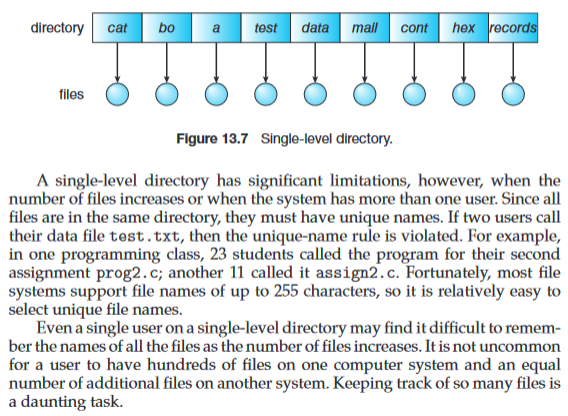 directory cat bo a test data mail cont hex records
files
Figure 13.7 Single-level directory.
A single-level directory has significant limitations, however, when the
number of files increases or when the system has more than one user. Since all
files are in the same directory, they must have unique names. If two users call
their data file test.txt, then the unique-name rule is violated. For example,
in one programming class, 23 students called the program for their second
assignment prog2.c; another 11 called it assign2.c. Fortunately, most file
systems support file names of up to 255 characters, so it is relatively easy to
select unique file names.
Even a single user on a single-level directory may find it difficult to remem-
ber the names of all the files as the number of files increases. It is not uncommon
for a user to have hundreds of files on one computer system and an equal
number of additional files on another system. Keeping track of so many files is
a daunting task.